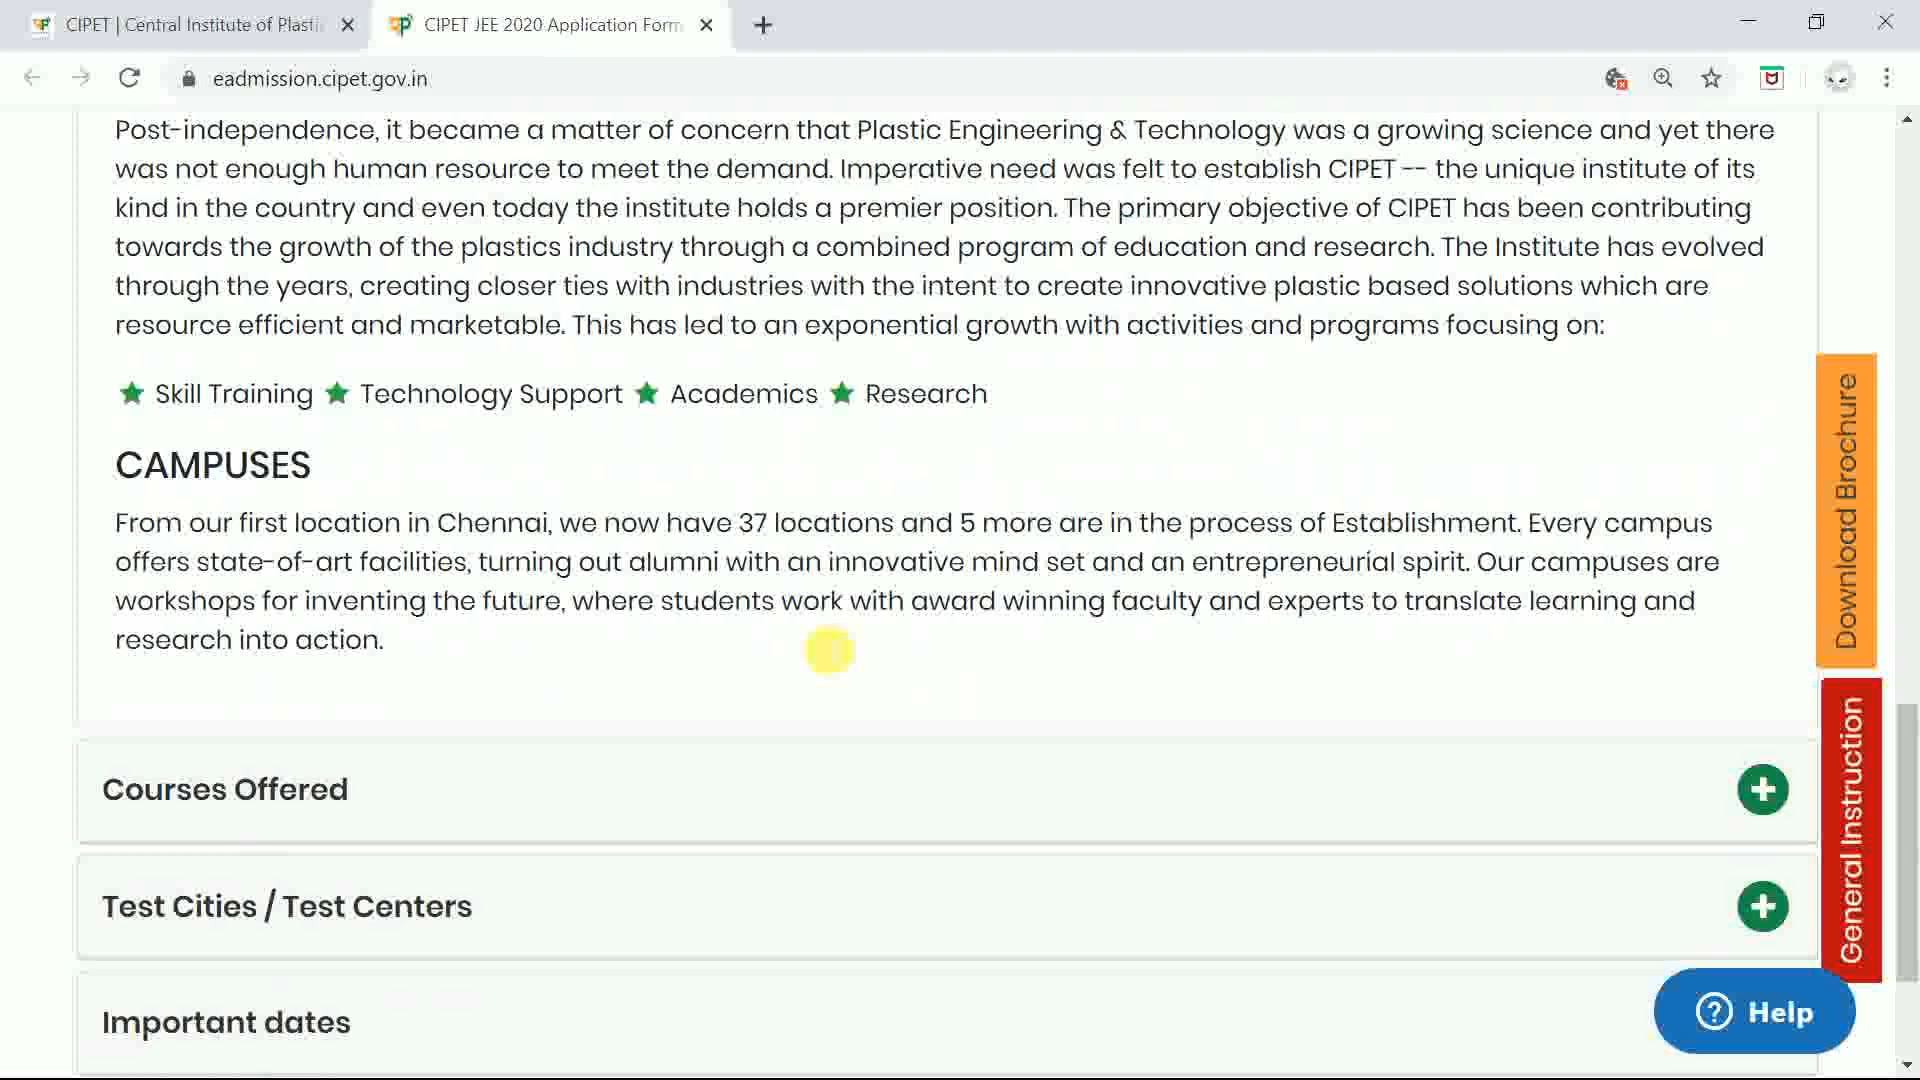 CIPET | Central Institute of Plasti
CIPET JEE 2020 Application Form
eadmission.cipet.gov.in
Post-independence, it became a matter of concern that Plastic Engineering & Technology was a growing science and yet there
was not enough human resource to meet the demand. Imperative need was felt to establish CIPET -- the unique institute of its
kind in the country and even today the institute holds a premier position. The primary objective of CIPET has been contributing
towards the growth of the plastics industry through a combined program of education and research. The Institute has evolved
through the years, creating closer ties with industries with the intent to create innovative plastic based solutions which are
resource efficient and marketable. This has led to an exponential growth with activities and programs focusing on:
Skill Training Technology Support Academics Research
CAMPUSES
From our first location in Chennai, we now have 37 locations and 5 more are in the process of Establishment. Every campus
offers state-of-art facilities, turning out alumni with an innovative mind set and an entrepreneurial spirit. Our campuses are
workshops for inventing the future, where students work with award winning faculty and experts to translate learning and
research into action.
Download Brochure
General Instruction
Courses Offered
Test Cities / Test Centers
Important dates
Help